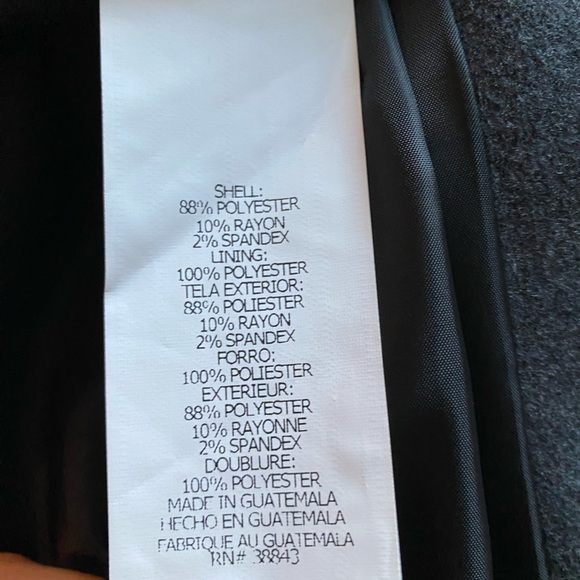 SHELL:
88% POLYESTER
10% RAYON
2% SPANDEX
LINING:
100% POLYESTER
TELA EXTERIOR:
88% POLIESTER
10% RAYON
2% SPANDEX
FORRO:
100% POLIESTER
EXTERIEUR:
88% POLYESTER
10% RAYONNE
2% SPANDEX
DOUBLURE:
100% POLYESTER
MADE IN GUATEMALA
HECHO EN GUATEMALA
FABRIQUE AU GUATEMALA
RN# 38843